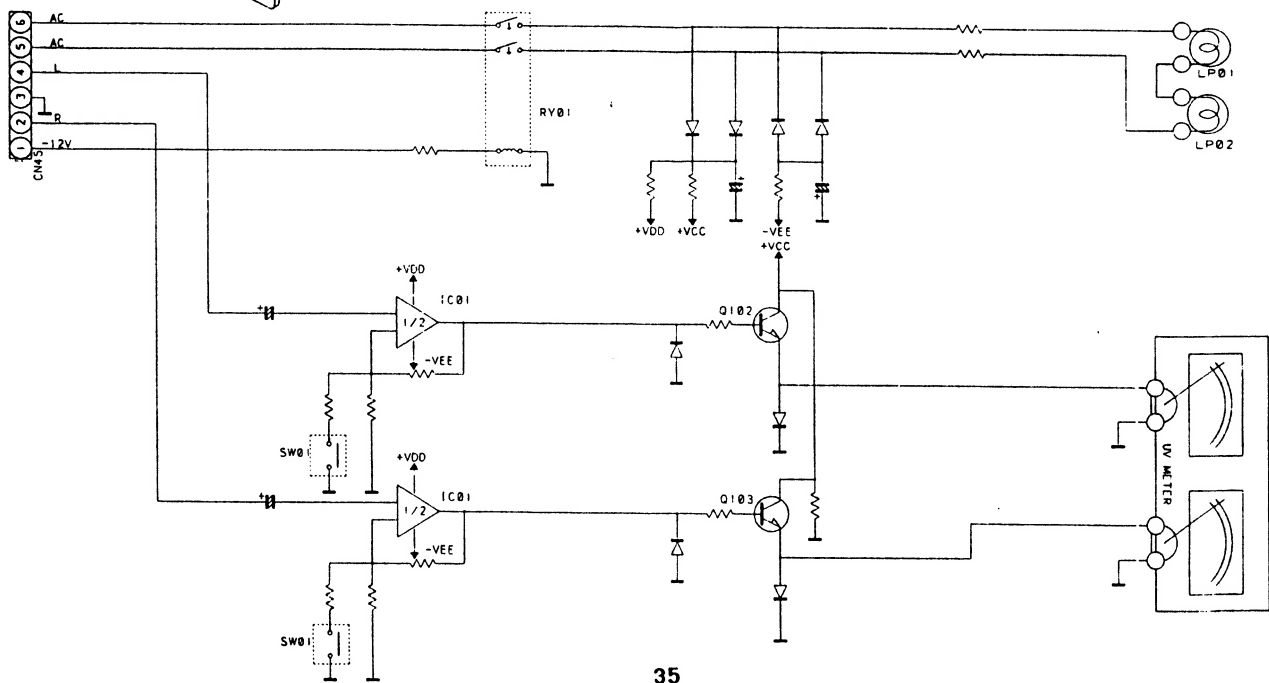 6 AC
5 AC
4 L
3
2 R
1 -12V
CN45
RY01
LP01
LP02
+VDD +VCC
-VEE
+VCC
+VDD
IC01
1/2
-VEE
Q102
SW01
+VDD
IC01
1/2
-VEE
Q103
SW01
UV METER
35